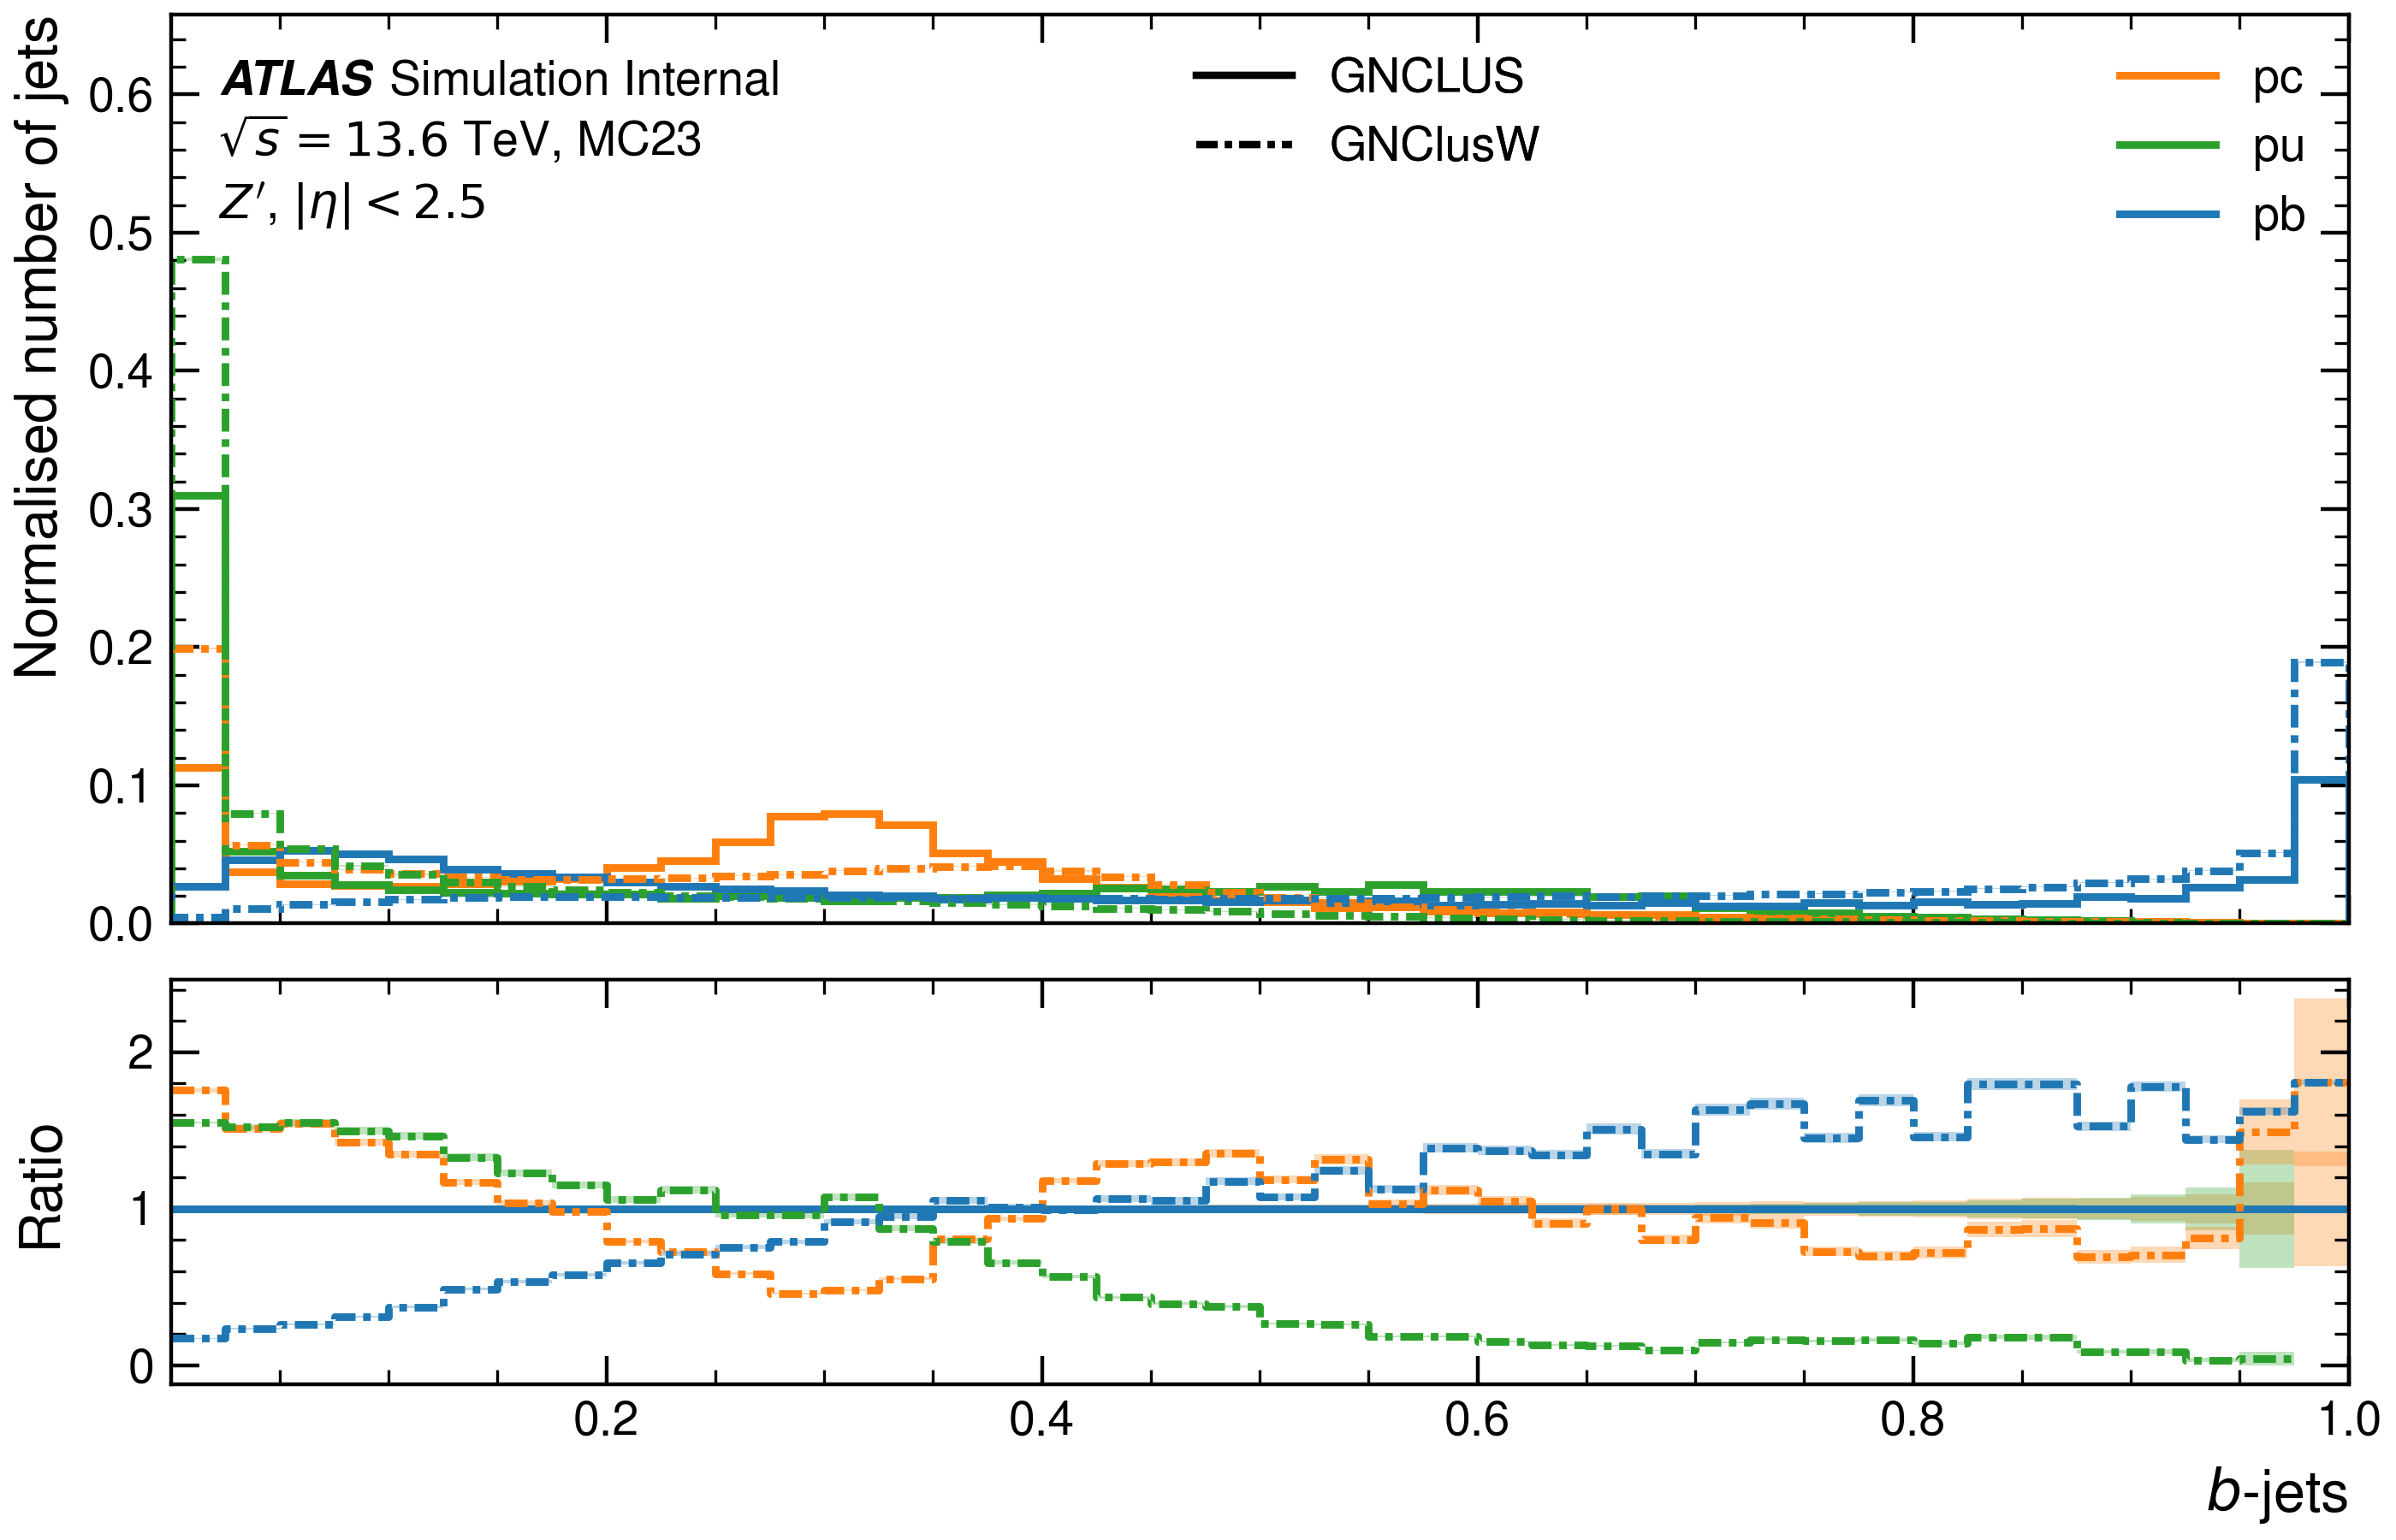 Normalised number of jets
0.6
0.5
0.4
0.3
0.2
0.1
0.0
ATLAS Simulation Internal
√s = 13.6 TeV, MC23
Z′, |η| < 2.5
GNCLUS
GNClusW
pc
pu
pb
Ratio
2
1
0
0.2 0.4 0.6 0.8 1.0
b-jets